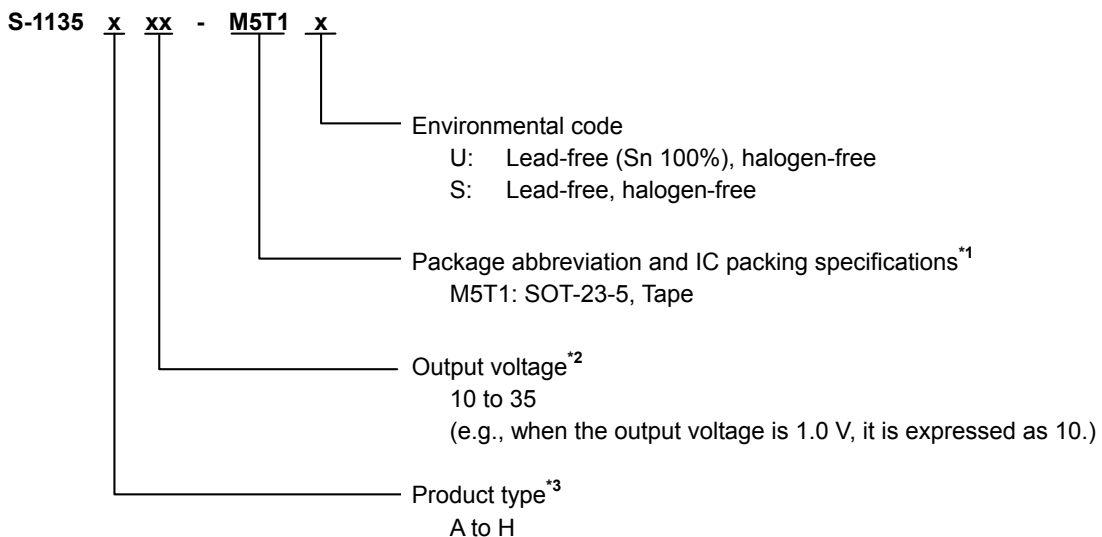 S-1135 x xx - M5T1 x
Environmental code
U: Lead-free (Sn 100%), halogen-free
S: Lead-free, halogen-free
Package abbreviation and IC packing specifications*1
M5T1: SOT-23-5, Tape
Output voltage*2
10 to 35
(e.g., when the output voltage is 1.0 V, it is expressed as 10.)
Product type*3
A to H